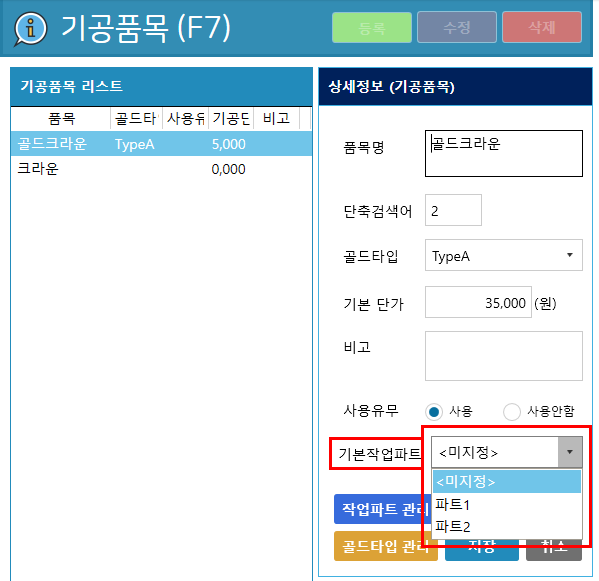 기공품목 (F7)
등록 수정 삭제
기공품목 리스트
품목 골드타 사용유 기공단 비고
골드크라운 TypeA 5,000
크라운 0,000
상세정보 (기공품목)
품목명 골드크라운
단축검색어 2
골드타입 TypeA
기본 단가 35,000 (원)
비고
사용유무 사용 사용안함
기본작업파트 <미지정>
<미지정>
파트1
파트2
작업파트 관리
골드타입 관리 저장 취소